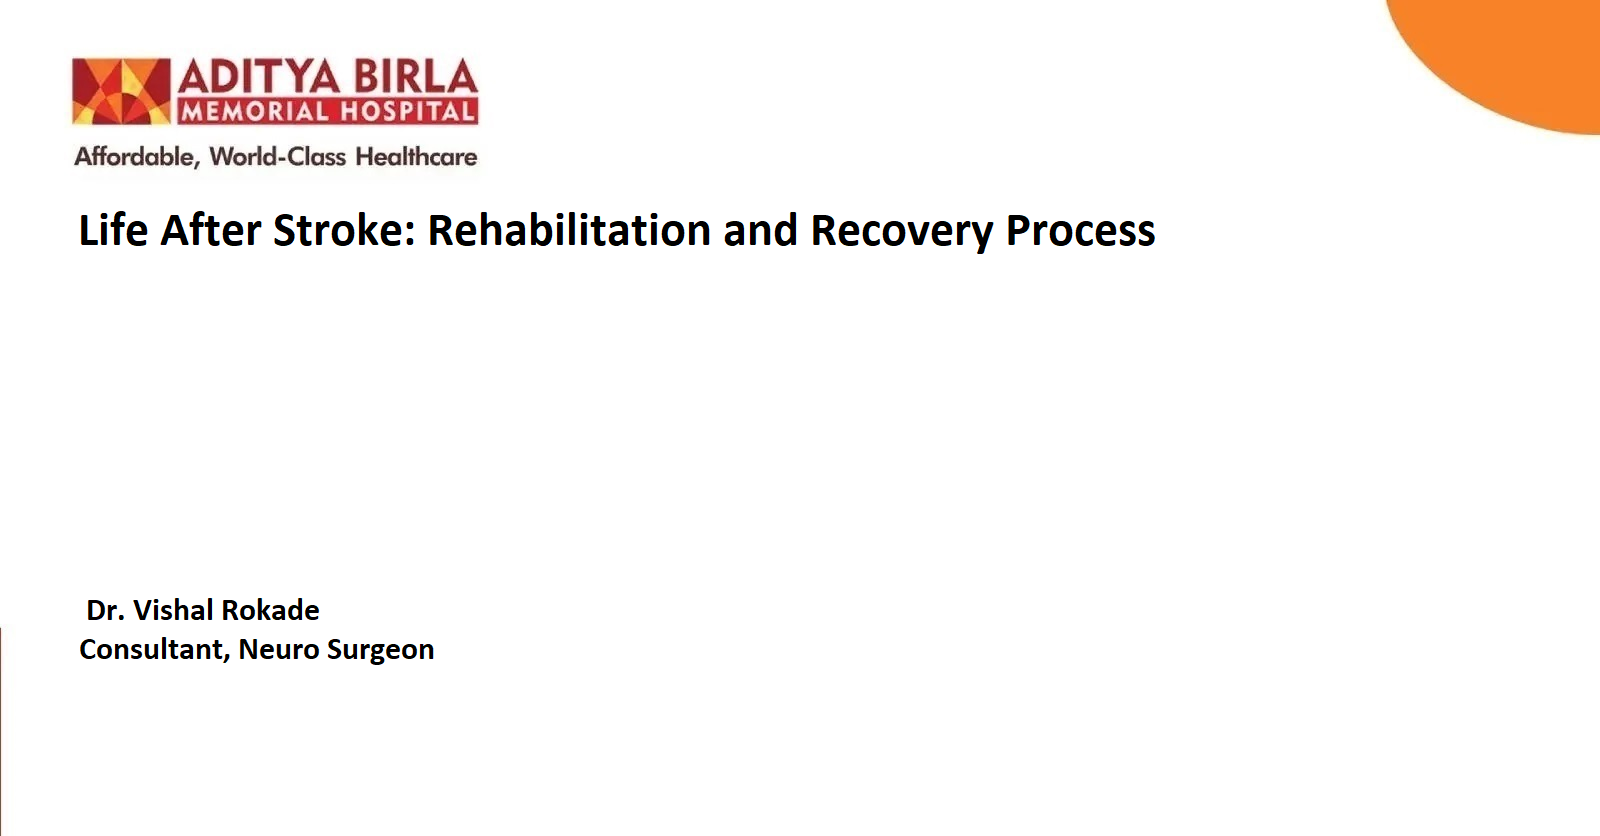 ADITYA BIRLA
MEMORIAL HOSPITAL
Affordable, World-Class Healthcare
Life After Stroke: Rehabilitation and Recovery Process
Dr. Vishal Rokade
Consultant, Neuro Surgeon